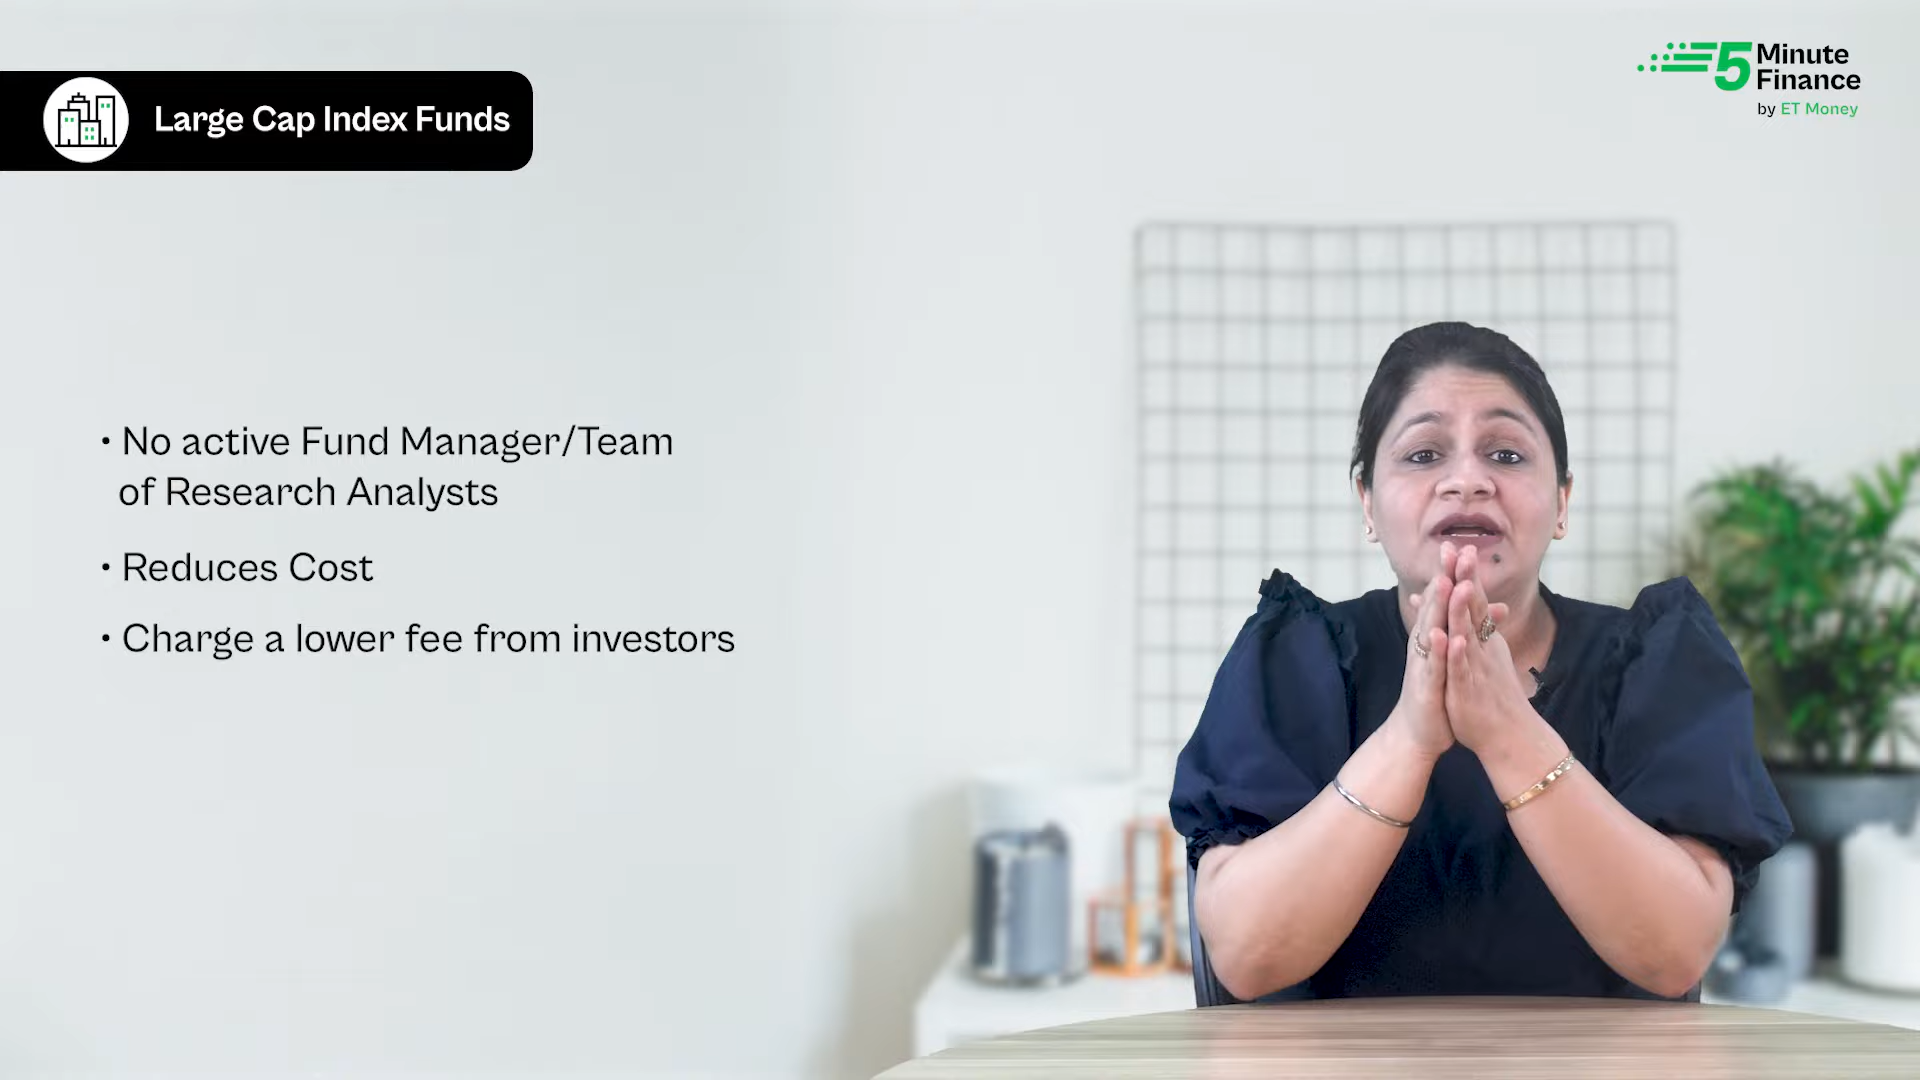 Large Cap Index Funds
5 Minute
Finance
by ET Money
• No active Fund Manager/Team
of Research Analysts
• Reduces Cost
• Charge a lower fee from investors